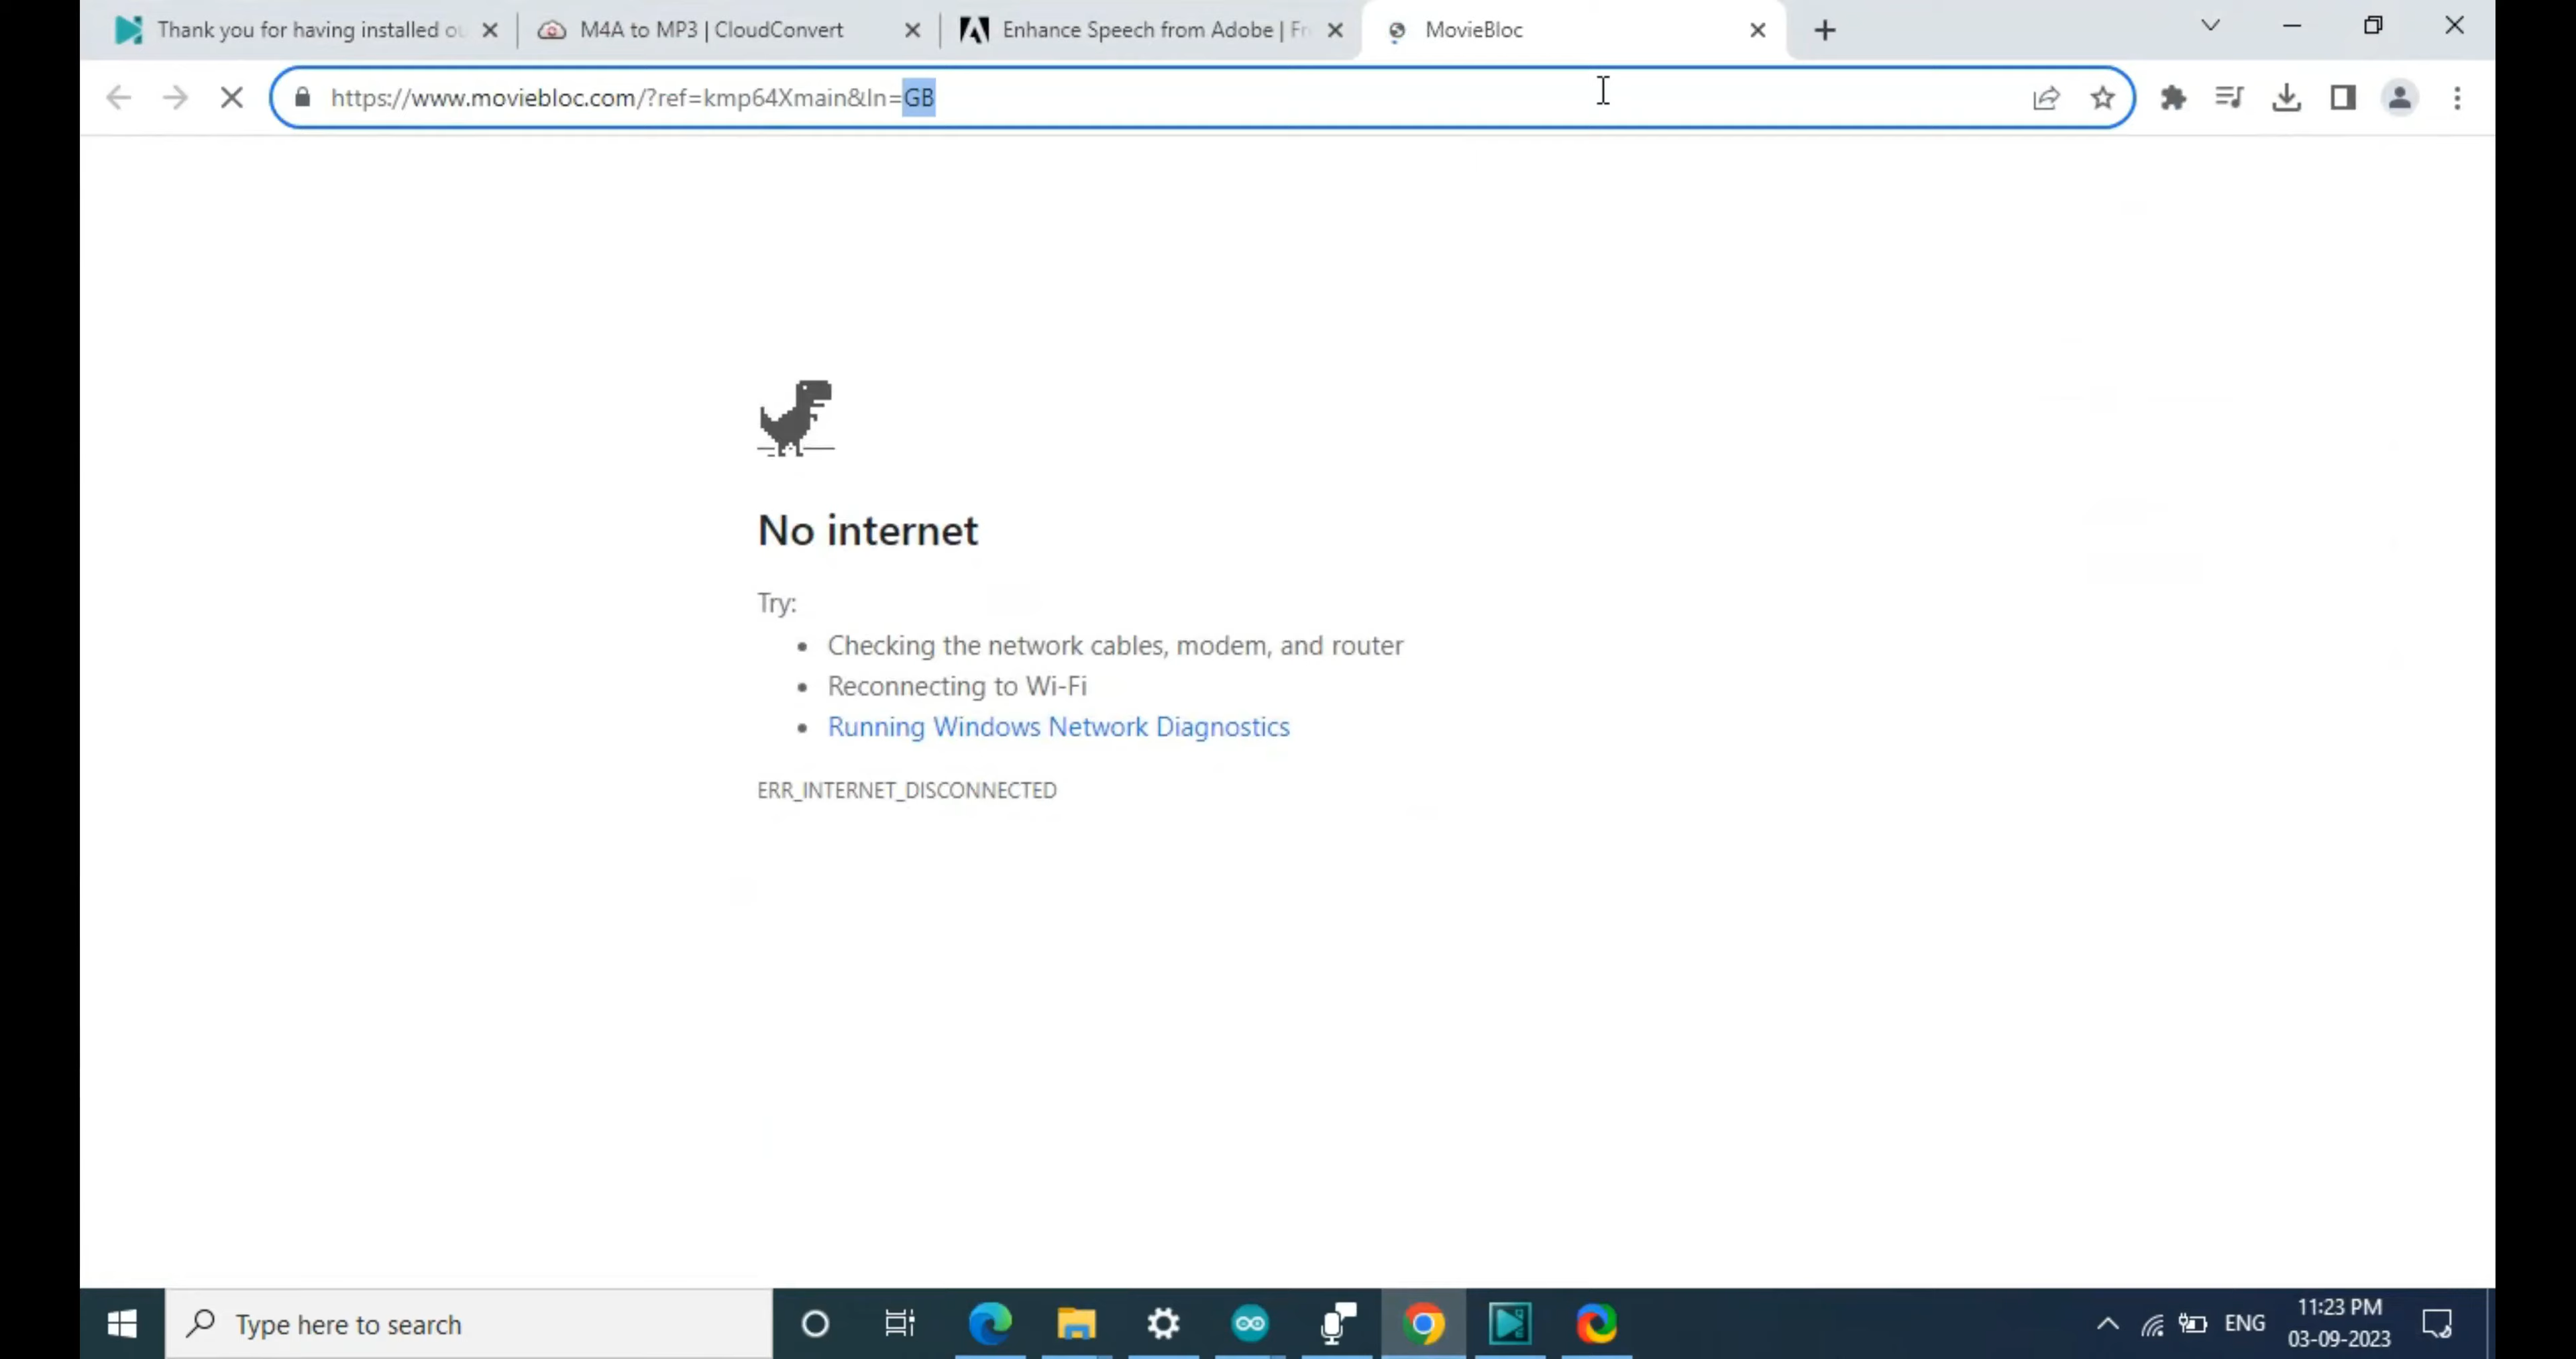 Thank you for having installed ou
M4A to MP3 | CloudConvert
Enhance Speech from Adobe | Fr
MovieBloc
https://www.moviebloc.com/?ref=kmp64Xmain&ln=GB
No internet
Try:
Checking the network cables, modem, and router
Reconnecting to Wi-Fi
Running Windows Network Diagnostics
ERR_INTERNET_DISCONNECTED
Type here to search
ENG
11:23 PM
03-09-2023